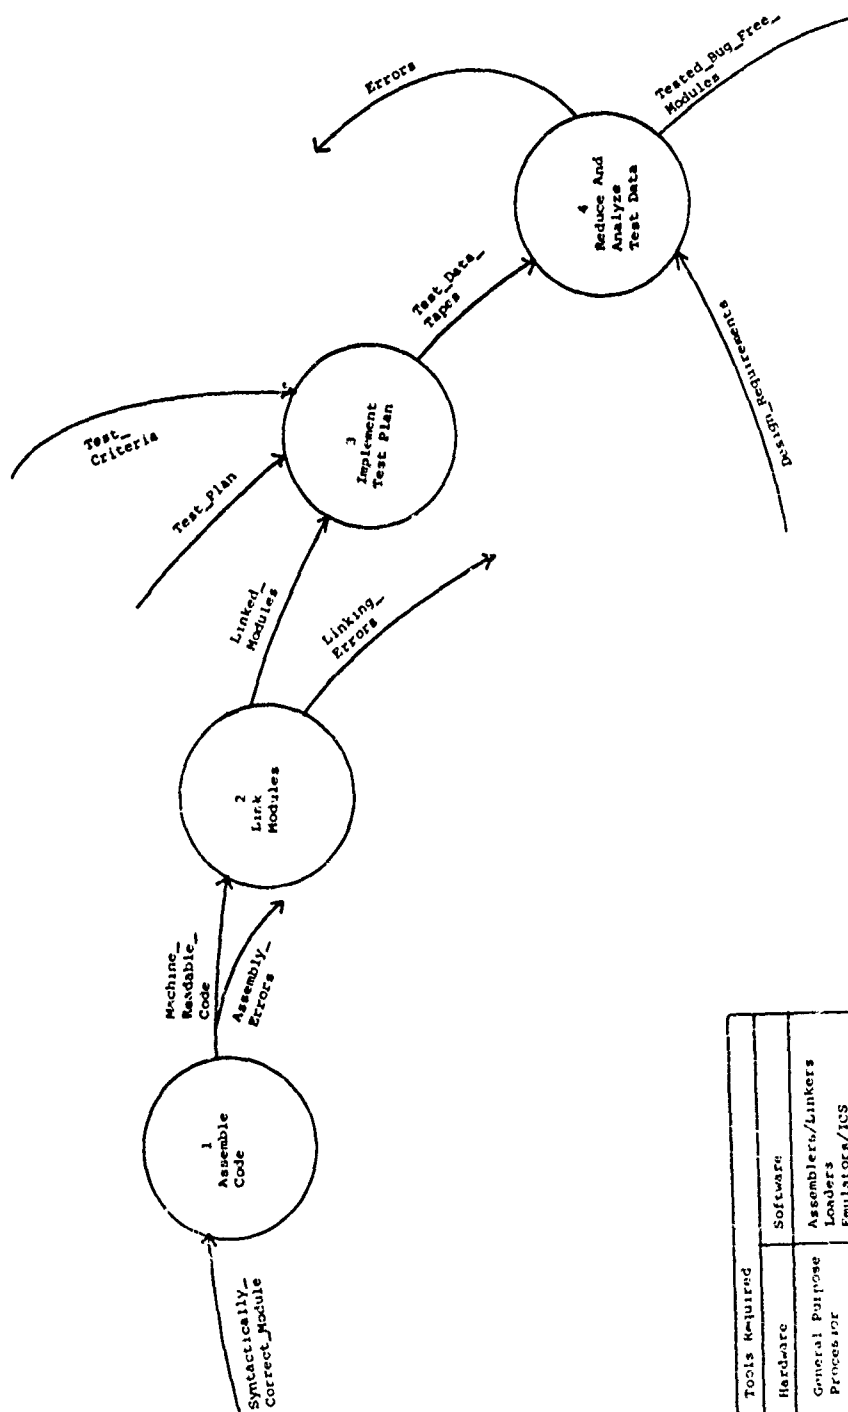 Syntactically_
Correct_Module
1
Assemble
Code
Machine_
Readable_
Code
Assembly_
Errors
2
Link
Modules
Linked_
Modules
Linking_
Errors
Test_Plan
Test_
Criteria
3
Implement
Test Plan
Test_Data_
Tapes
Design_Requirements
4
Reduce And
Analyze
Test Data
Errors
Tested_Bug_Free_
Modules
Tools Required
Hardware
Software
General Purpose
Processor
Assemblers/Linkers
Loaders
Emulators/ICS